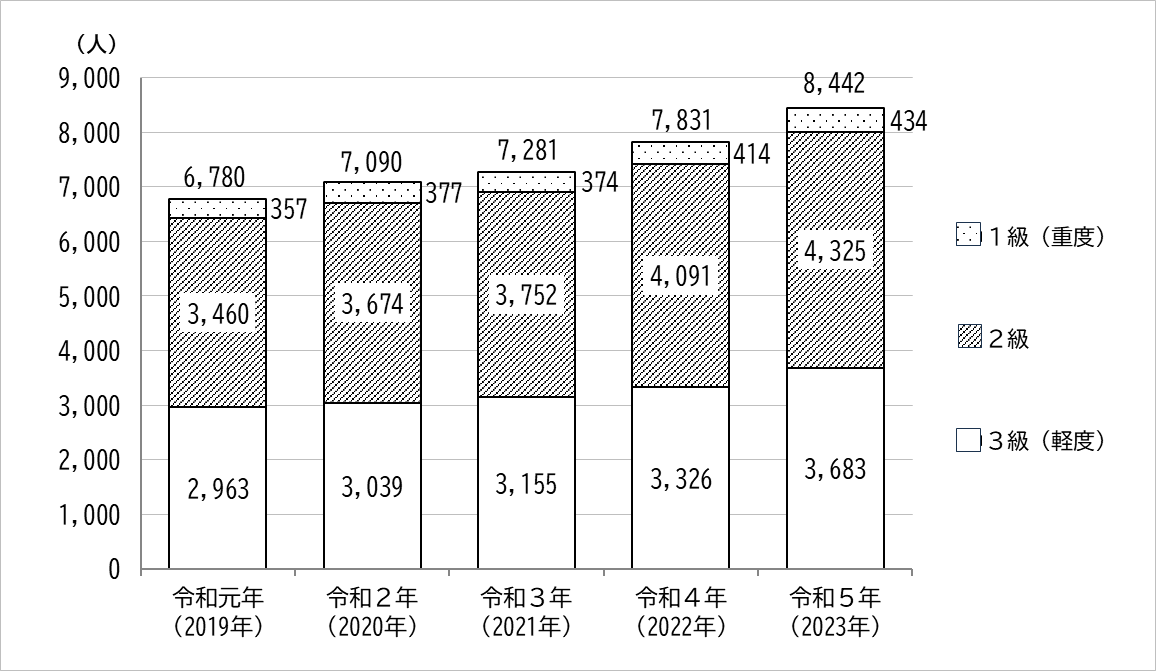 （人）
9,000
8,000
7,000
6,000
5,000
4,000
3,000
2,000
1,000
0
6,780
357
3,460
2,963
7,090
377
3,674
3,039
7,281
374
3,752
3,155
7,831
414
4,091
3,326
8,442
434
4,325
3,683
令和元年
（2019年）
令和２年
（2020年）
令和３年
（2021年）
令和４年
（2022年）
令和５年
（2023年）
１級（重度）
２級
３級（軽度）